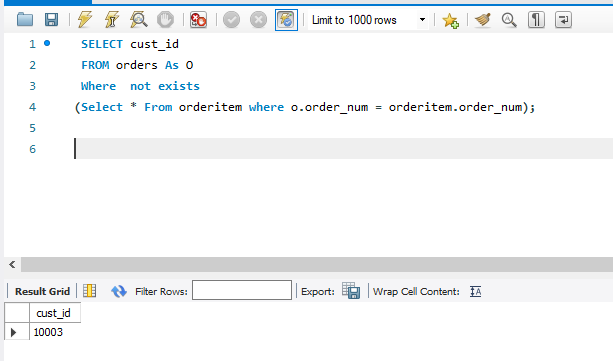 Limit to 1000 rows
1 SELECT cust_id
2 FROM orders As O
3 Where not exists
4 (Select * From orderitem where o.order_num = orderitem.order_num);
5
6
Result Grid Filter Rows: Export: Wrap Cell Content: IA
cust_id
10003